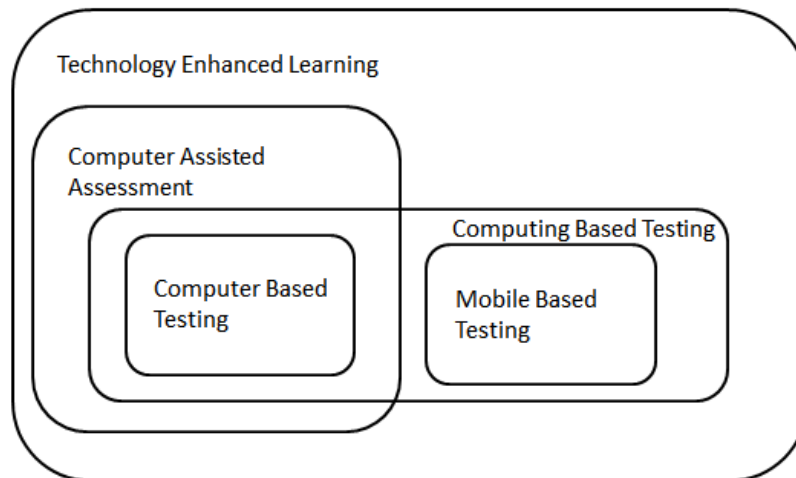 Technology Enhanced Learning
Computer Assisted
Assessment
Computing Based Testing
Computer Based
Testing
Mobile Based
Testing